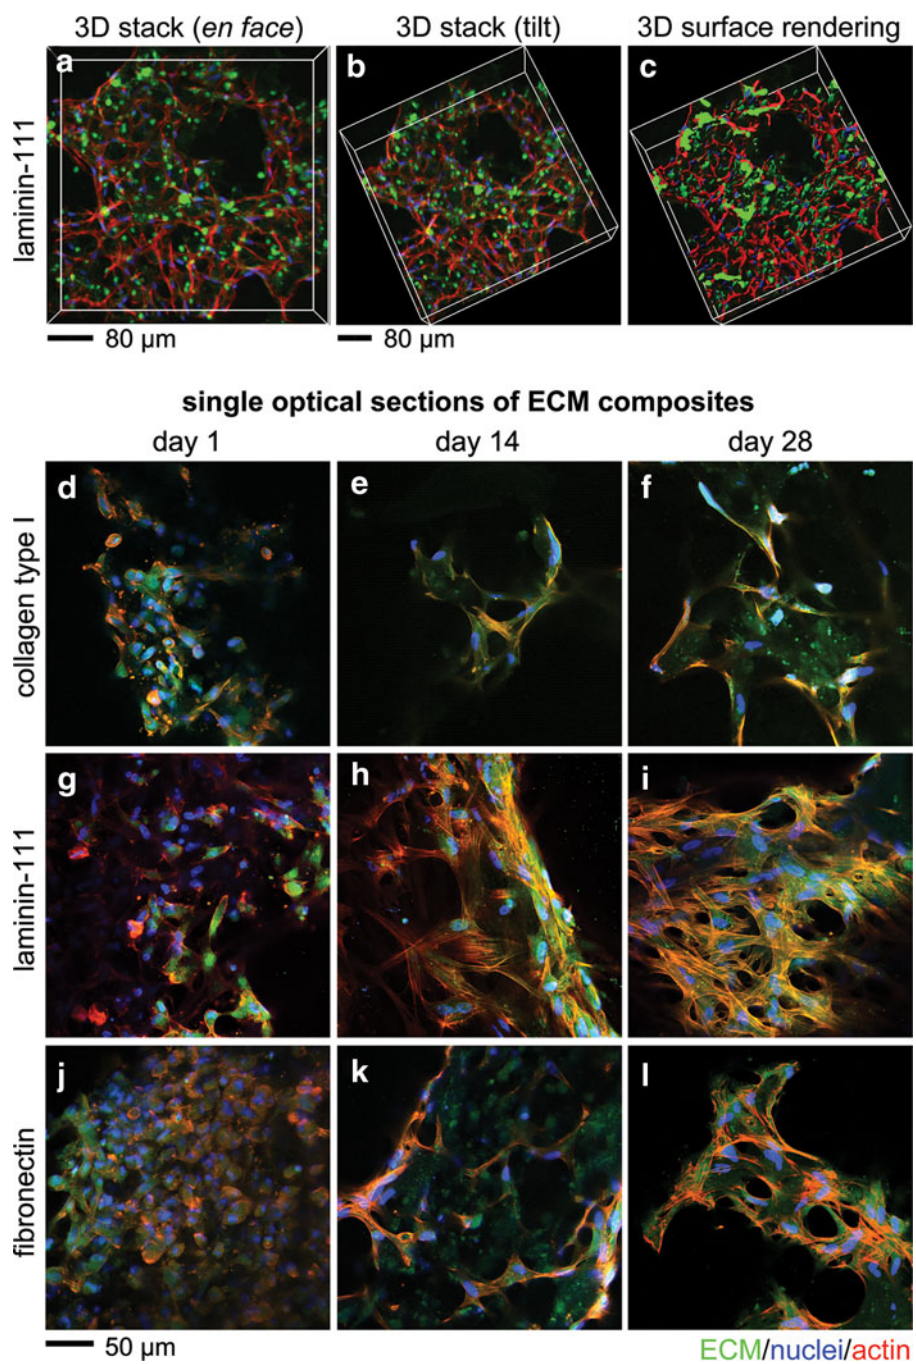 3D stack (en face) 3D stack (tilt) 3D surface rendering
a b c
laminin-111
80 μm 80 μm
single optical sections of ECM composites
day 1 day 14 day 28
d e f
collagen type I
g h i
laminin-111
j k l
fibronectin
50 μm
ECM/nuclei/actin